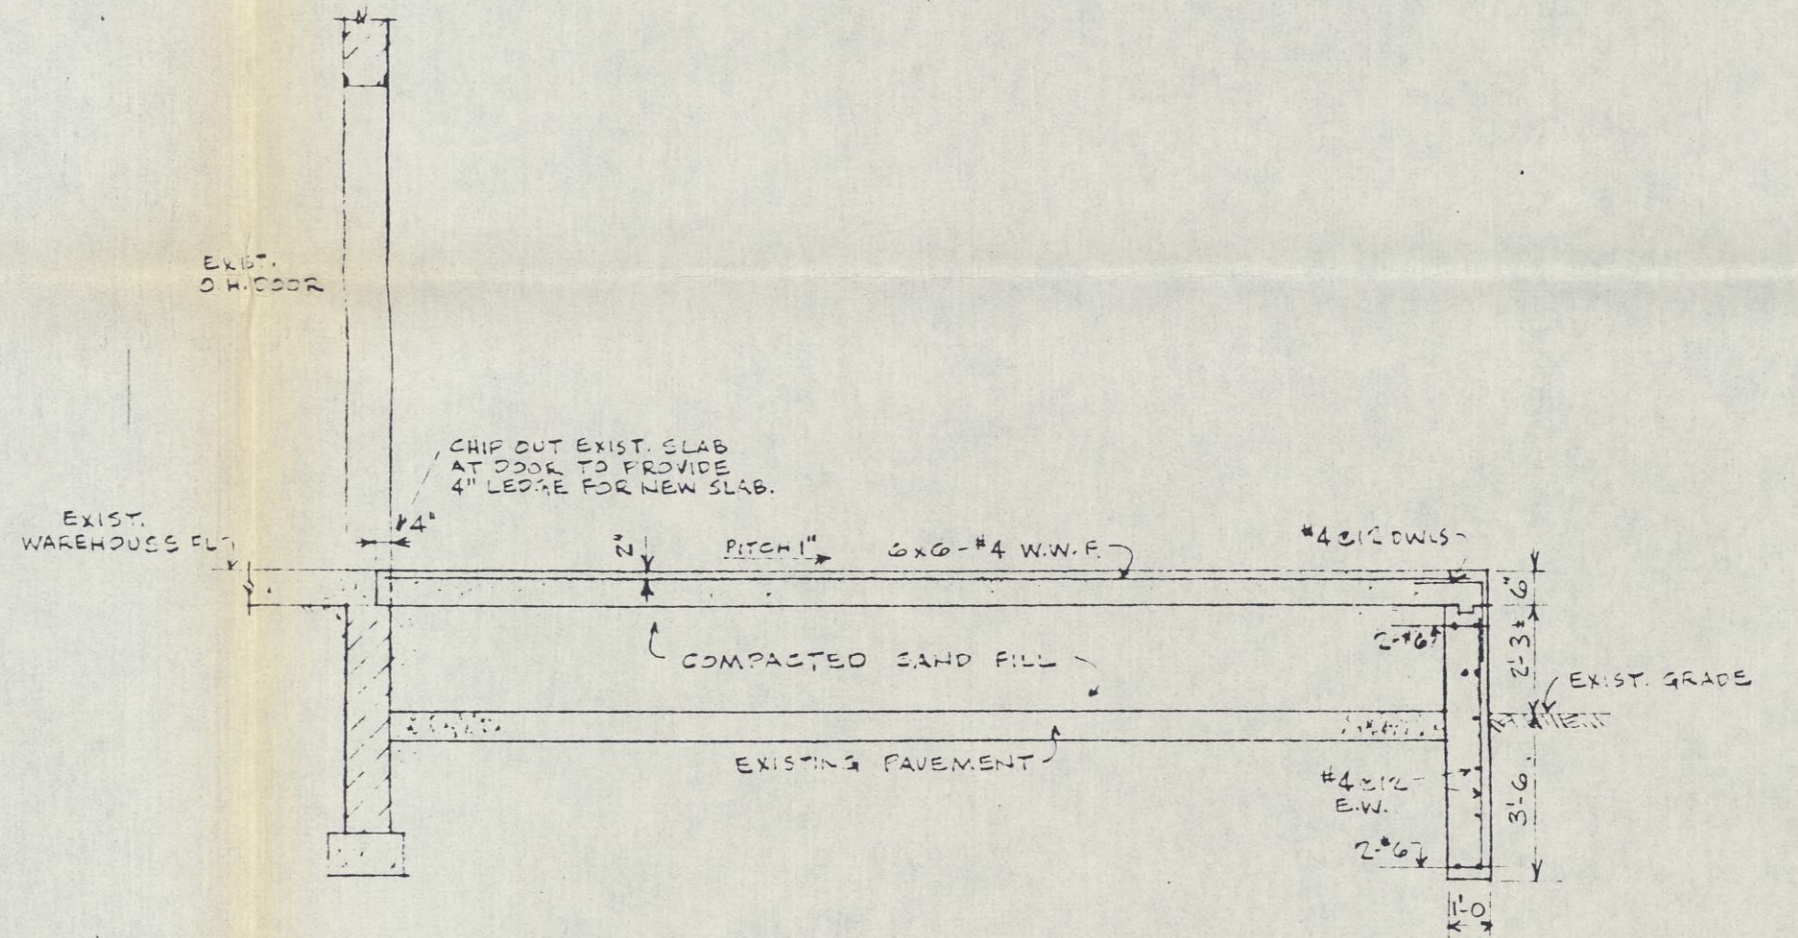 EXIST.
O.H. DOOR
CHIP OUT EXIST. SLAB
AT DOOR TO PROVIDE
4" LEDGE FOR NEW SLAB.
EXIST.
WAREHOUSE FL.
4"
2"
PITCH 1"
6x6-#4 W.W.F.
#4@12 DWLS
6"
2-#6
2'-3"±
COMPACTED SAND FILL
EXIST. GRADE
EXISTING PAVEMENT
#4@12
E.W.
3'-6
2-#6
1'-0